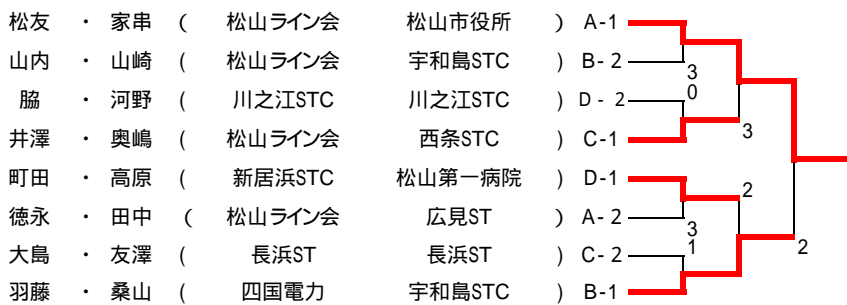 松友 ・ 家串 ( 松山ライン会 松山市役所 ) A-1
山内 ・ 山崎 ( 松山ライン会 宇和島STC ) B- 2
3
脇 ・ 河野 ( 川之江STC 川之江STC ) D - 2
0
井澤 ・ 奥嶋 ( 松山ライン会 西条STC ) C-1
3
町田 ・ 高原 ( 新居浜STC 松山第一病院 ) D-1
2
徳永 ・ 田中 ( 松山ライン会 広見ST ) A- 2
3
大島 ・ 友澤 ( 長浜ST 長浜ST ) C- 2
1
2
羽藤 ・ 桑山 ( 四国電力 宇和島STC ) B-1